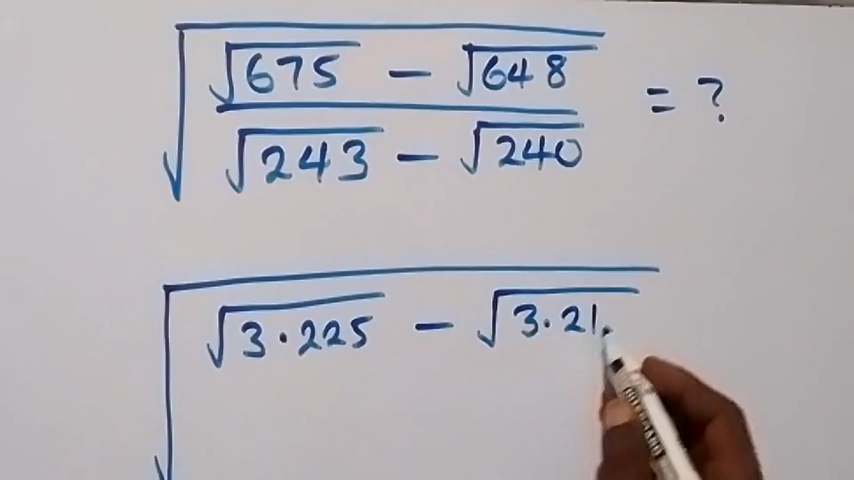 √((√675 − √648) / (√243 − √240)) = ?
√(√3·225 − √3·21